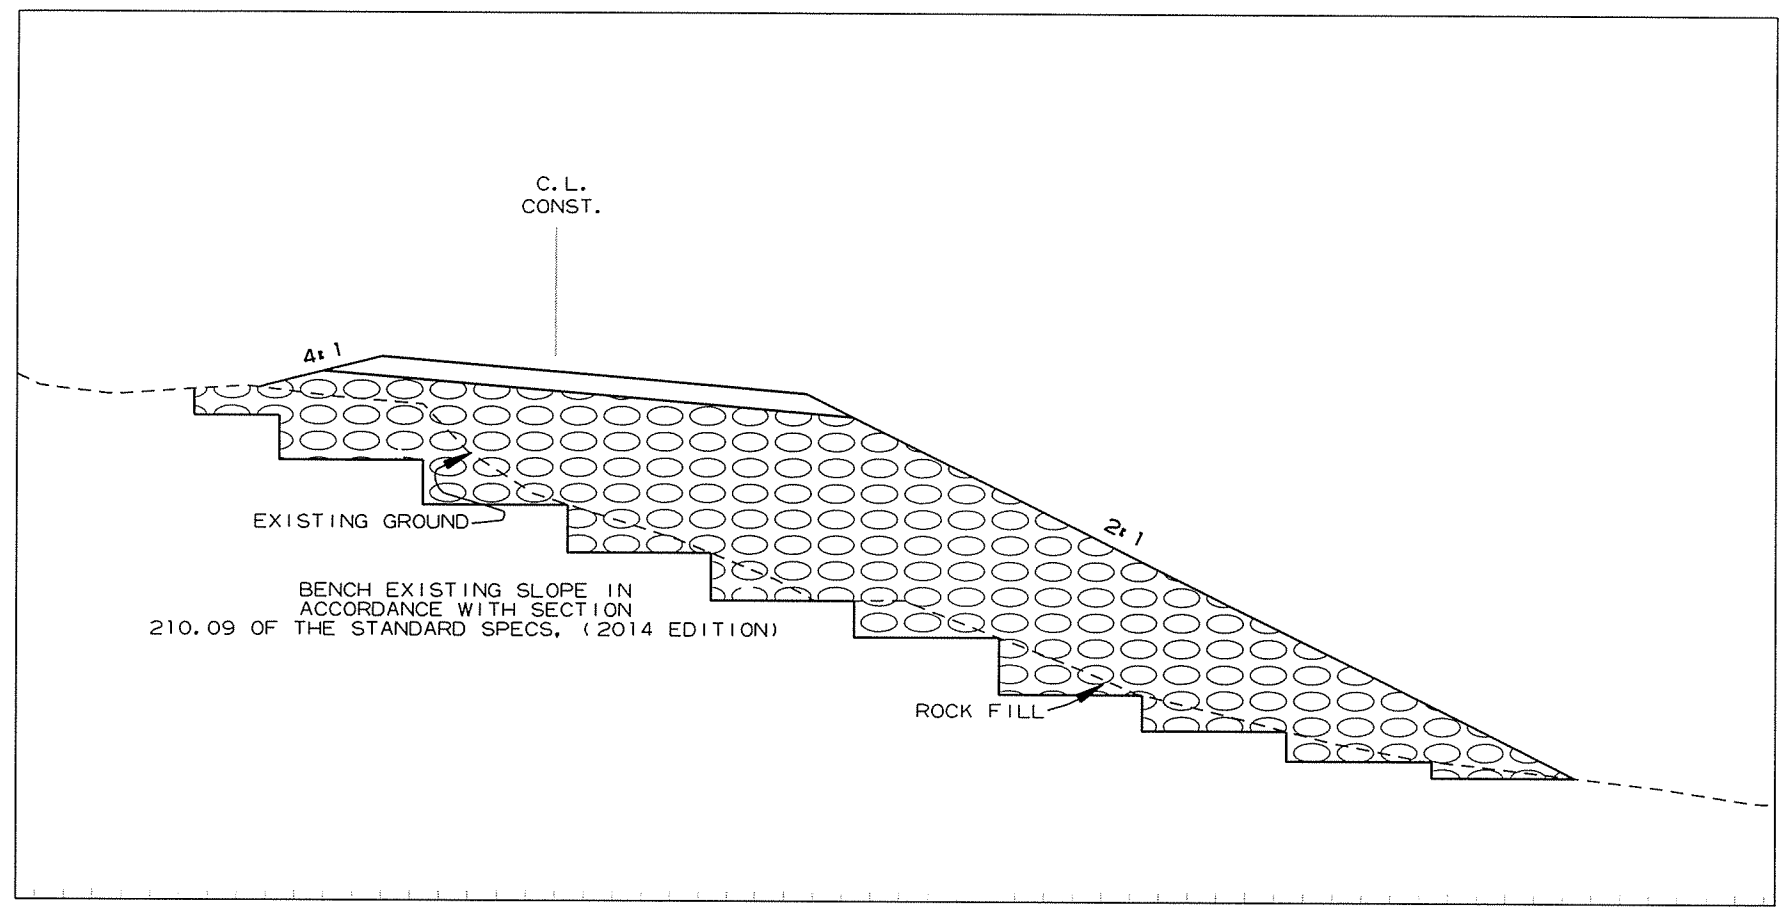 C.L.
CONST.
4:1
2:1
EXISTING GROUND
BENCH EXISTING SLOPE IN
ACCORDANCE WITH SECTION
210.09 OF THE STANDARD SPECS. (2014 EDITION)
ROCK FILL